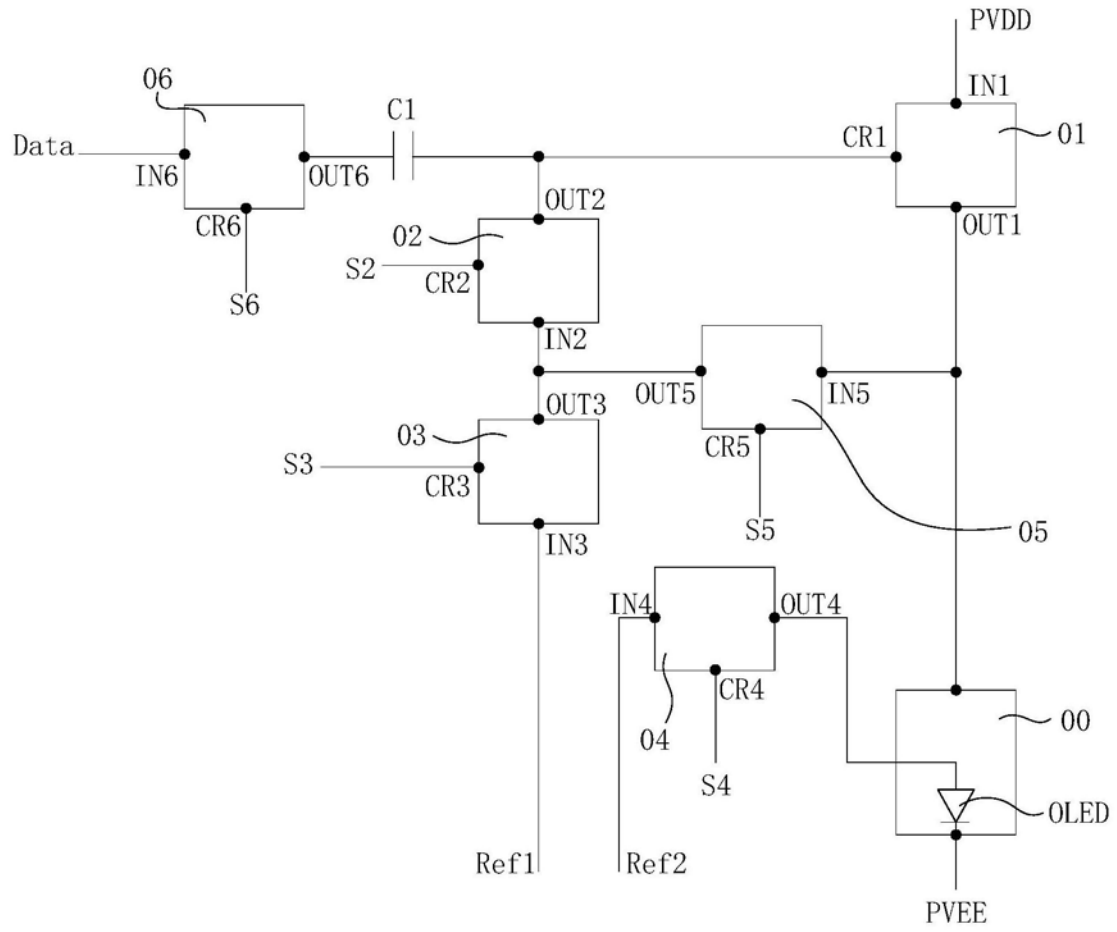 PVDD
06
C1
IN1
Data
CR1
01
IN6
OUT6
OUT2
OUT1
CR6
02
S2
CR2
S6
IN2
OUT5
IN5
OUT3
03
CR5
S3
CR3
S5
05
IN3
IN4
OUT4
CR4
00
04
S4
OLED
Ref1
Ref2
PVEE